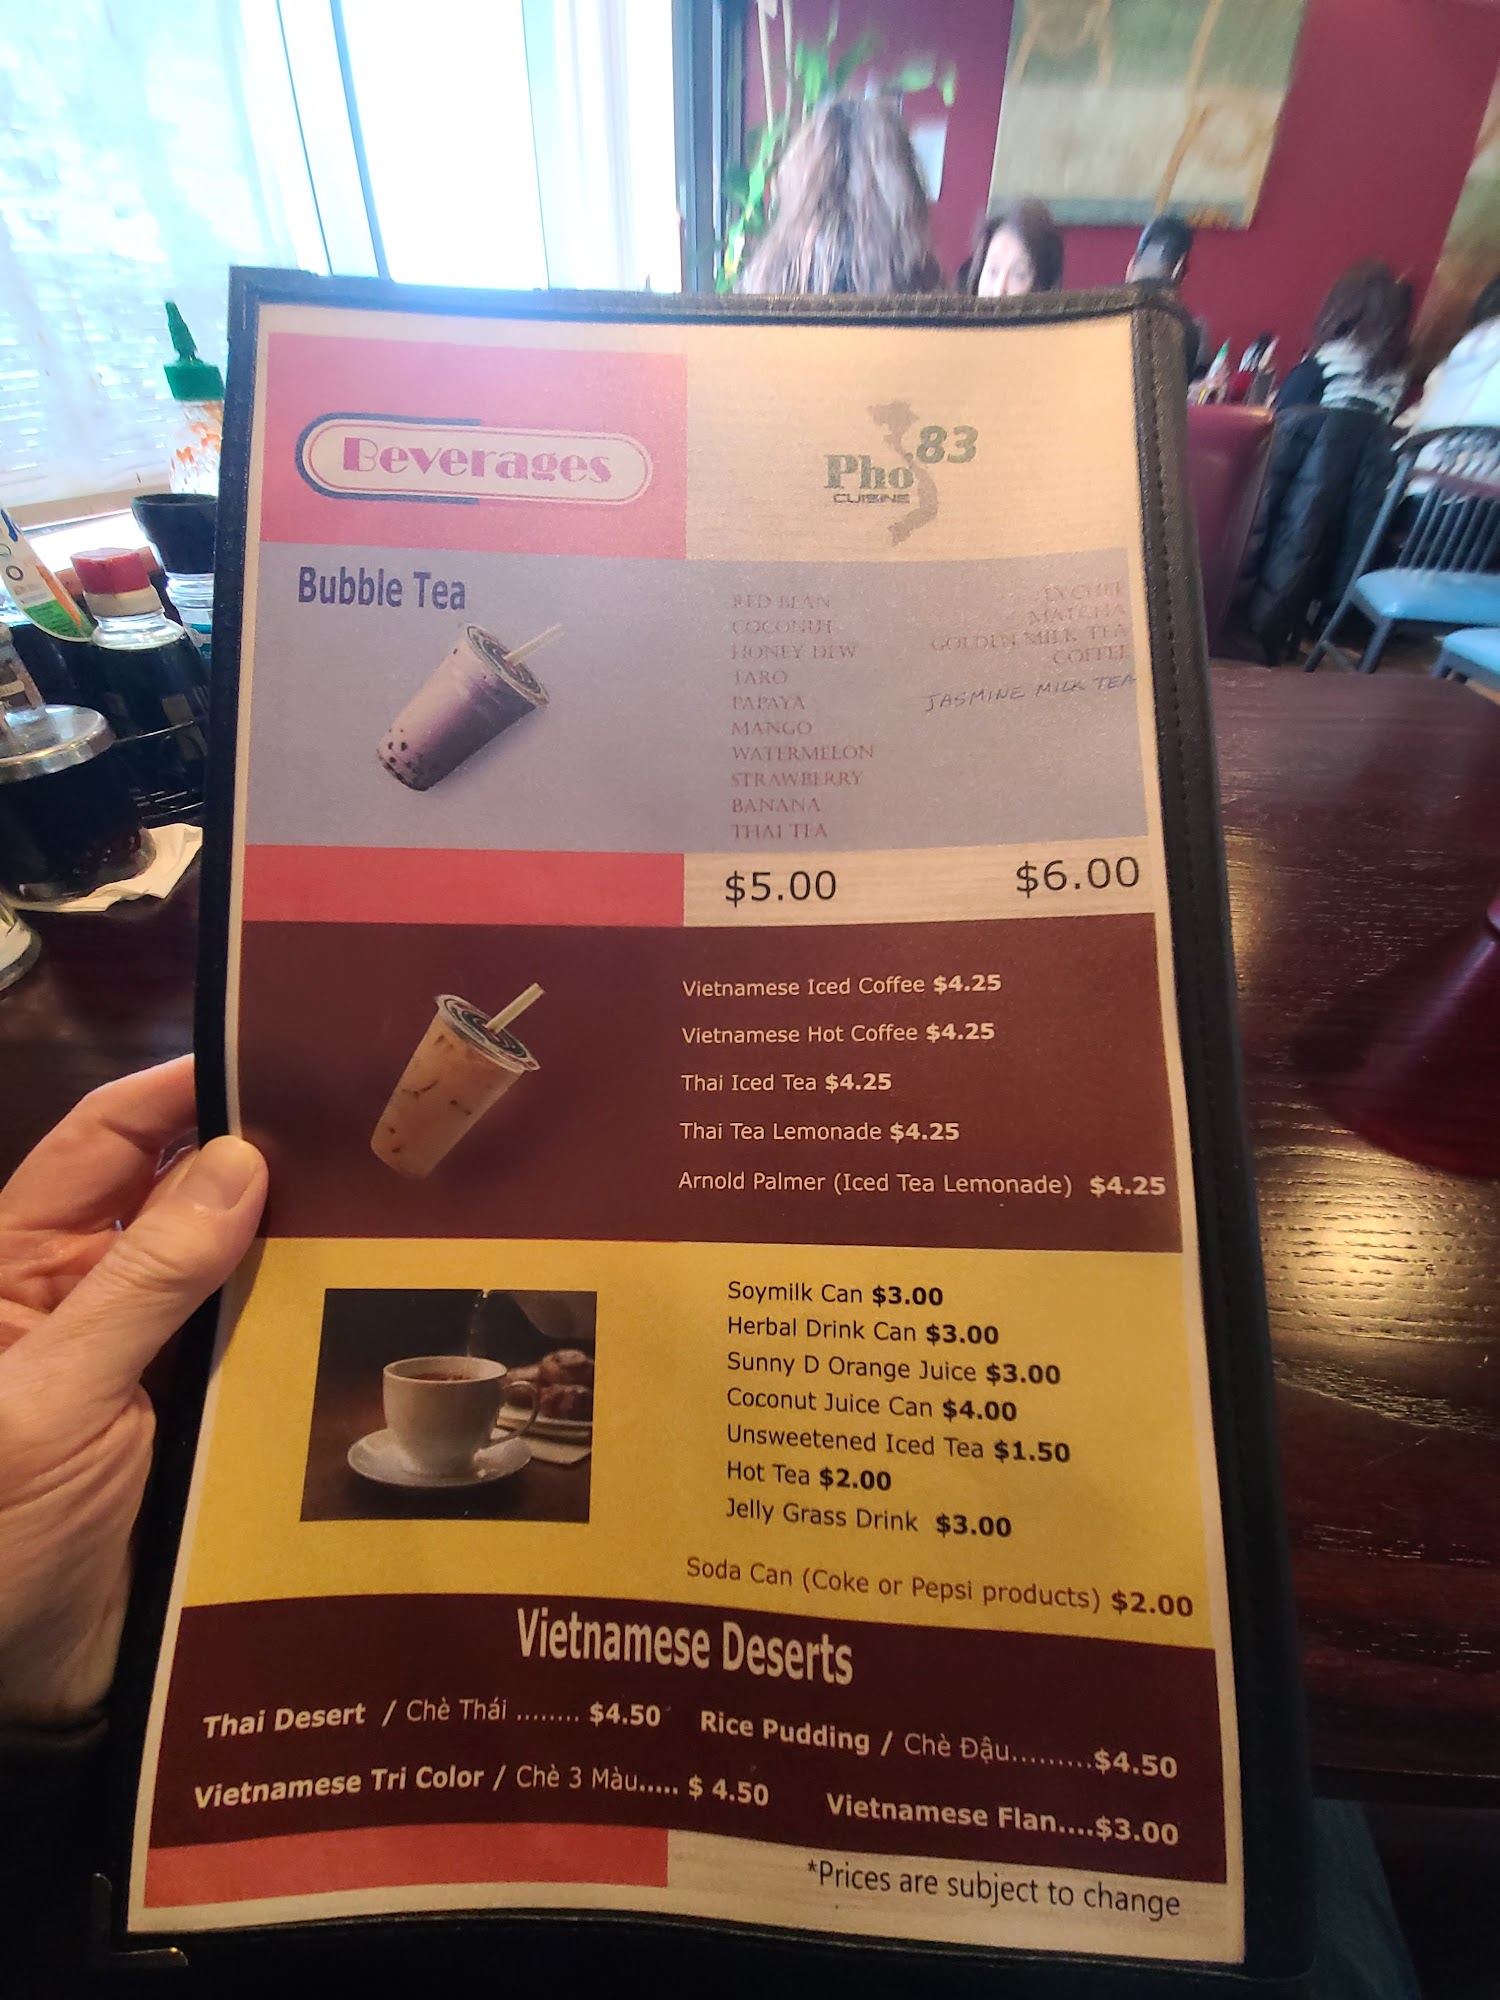 Beverages
Pho 83
CUISINE
Bubble Tea
RED BEAN
COCONUT
HONEY DEW
TARO
PAPAYA
MANGO
WATERMELON
STRAWBERRY
BANANA
THAI TEA
LYCHEE
MATCHA
GOLDEN MILK TEA
COFFEE
JASMINE MILK TEA
$5.00
$6.00
Vietnamese Iced Coffee $4.25
Vietnamese Hot Coffee $4.25
Thai Iced Tea $4.25
Thai Tea Lemonade $4.25
Arnold Palmer (Iced Tea Lemonade) $4.25
Soymilk Can $3.00
Herbal Drink Can $3.00
Sunny D Orange Juice $3.00
Coconut Juice Can $4.00
Unsweetened Iced Tea $1.50
Hot Tea $2.00
Jelly Grass Drink $3.00
Soda Can (Coke or Pepsi products) $2.00
Vietnamese Deserts
Thai Desert / Chè Thái ........ $4.50
Rice Pudding / Chè Đậu.........$4.50
Vietnamese Tri Color / Chè 3 Màu..... $ 4.50
Vietnamese Flan....$3.00
*Prices are subject to change